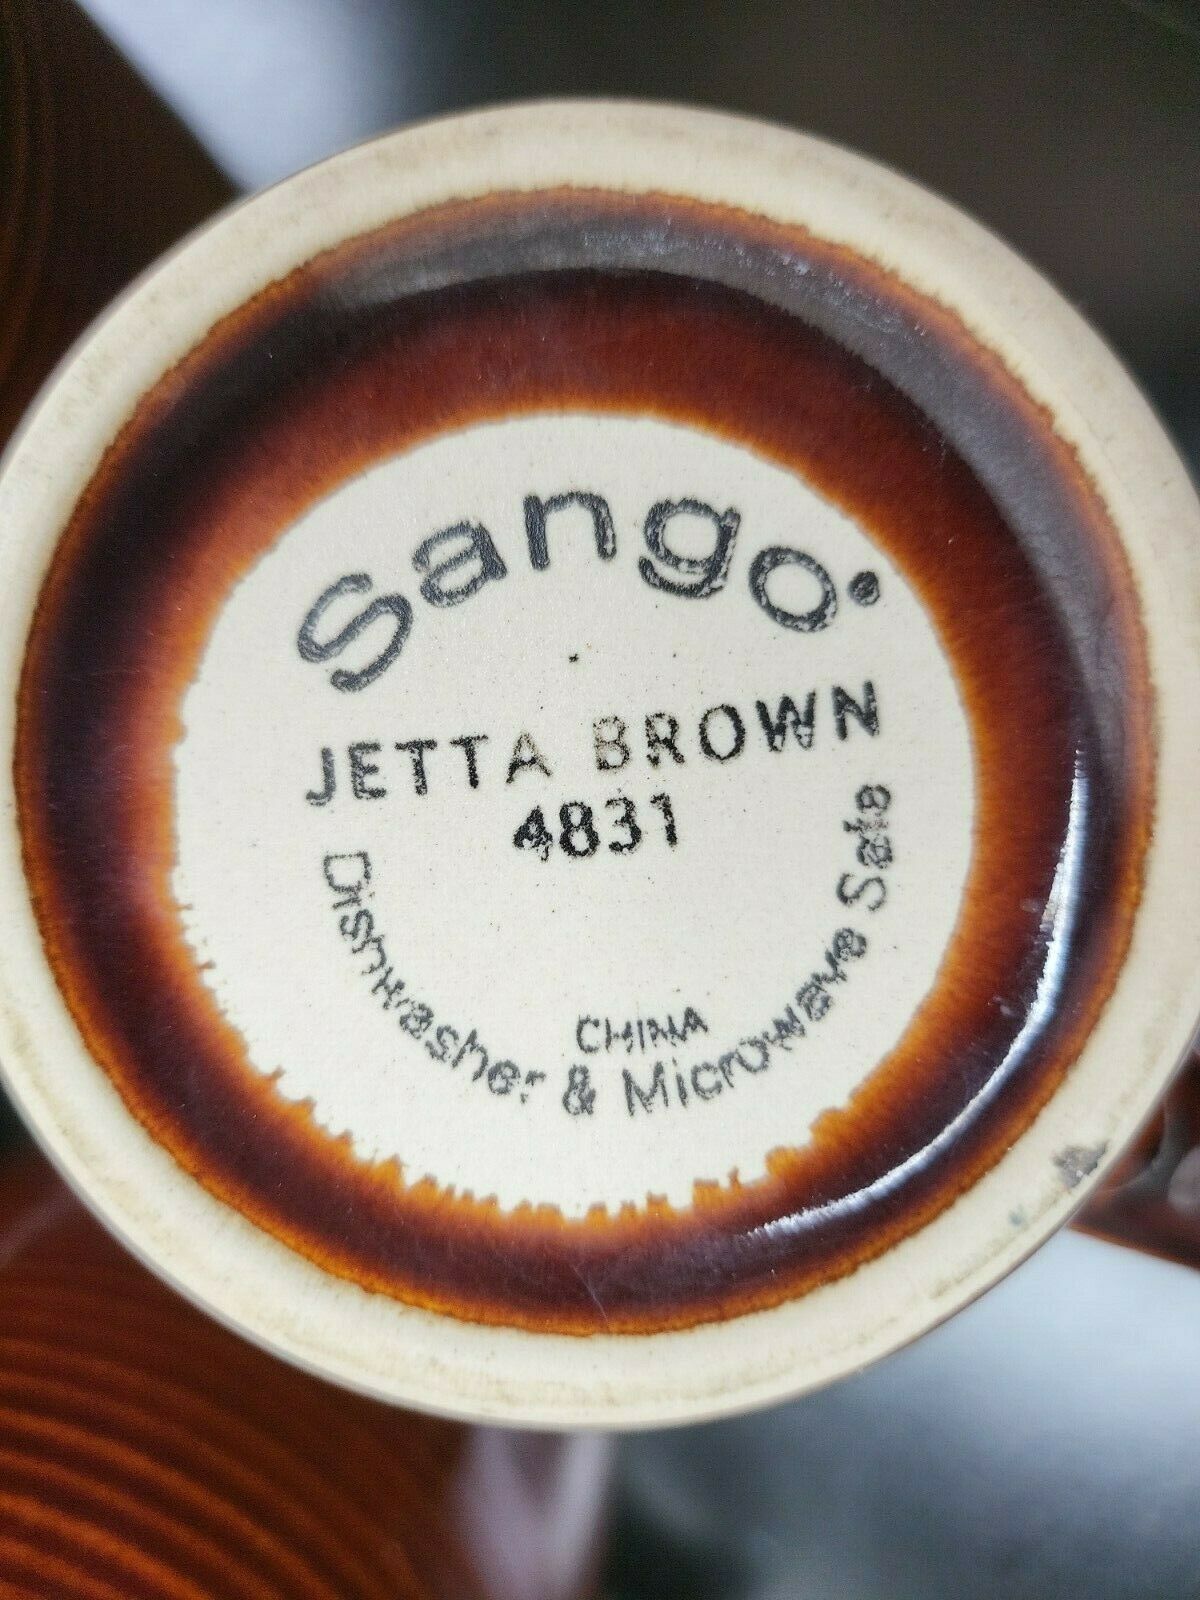 Sango®
JETTA BROWN
4831
CHINA
Dishwasher & Microwave Safe